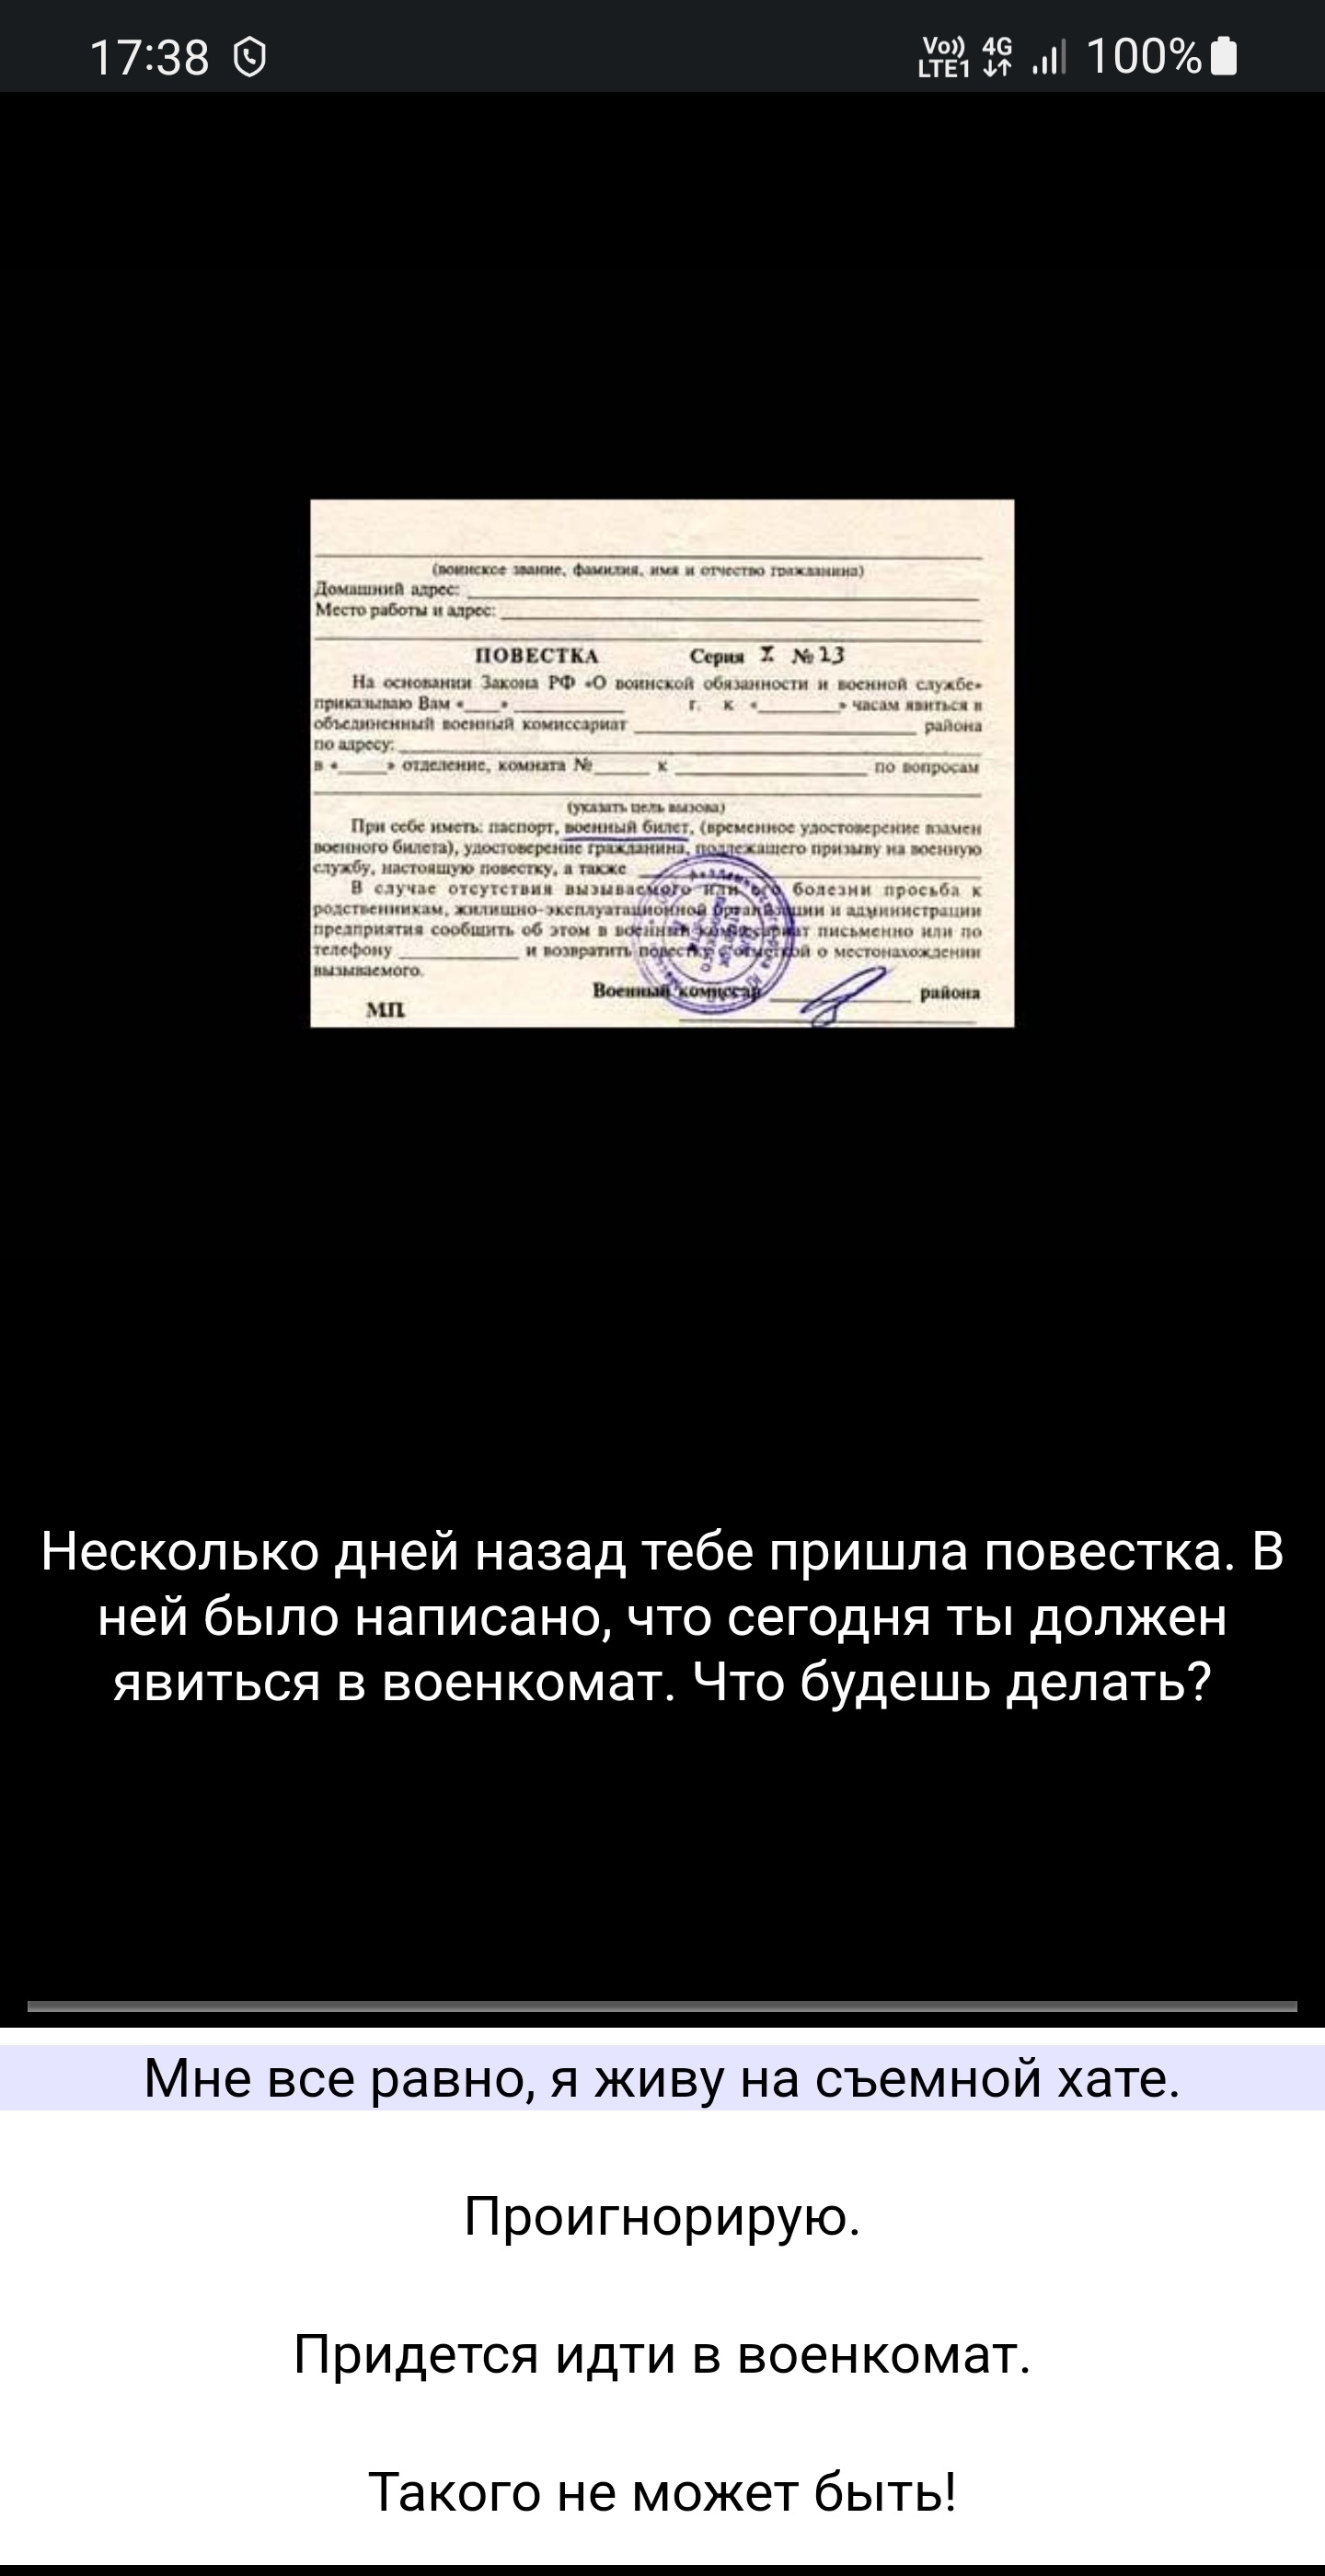 17:38
Vo)) LTE1 4G 100%
(воинское звание, фамилия, имя и отчество гражданина)
Домашний адрес:
Место работы и адрес:
ПОВЕСТКА Серия I № 13
На основании Закона РФ «О воинской обязанности и военной службе»
приказываю Вам «____» ____________ г. к «_________» часам явиться в
объединенный военный комиссариат ______________ района
по адресу:
в «_____» отделение, комната №______ к ______________ по вопросам
(указать цель вызова)
При себе иметь: паспорт, военный билет, (временное удостоверение взамен
военного билета), удостоверение гражданина, подлежащего призыву на военную
службу, настоящую повестку, а также
В случае отсутствия вызываемого или его болезни просьба к
родственникам, жилищно-эксплуатационной организации и администрации
предприятия сообщить об этом в военный комиссариат письменно или по
телефону ____________ и возвратить повестку с отметкой о местонахождении
вызываемого.
Военный комиссар ____________ района
МП
Несколько дней назад тебе пришла повестка. В
ней было написано, что сегодня ты должен
явиться в военкомат. Что будешь делать?
Мне все равно, я живу на съемной хате.
Проигнорирую.
Придется идти в военкомат.
Такого не может быть!